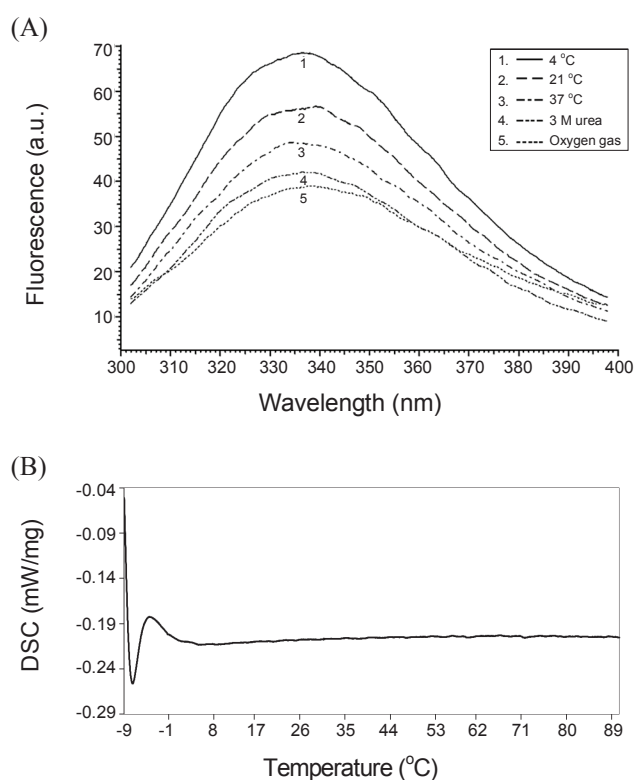 (A)
70
60
50
40
30
20
10
Fluorescence (a.u.)
1
2
3
4
5
1. 4 °C
2. 21 °C
3. 37 °C
4. 3 M urea
5. Oxygen gas
300 310 320 330 340 350 360 370 380 390 400
Wavelength (nm)
(B)
-0.04
-0.09
-0.14
-0.19
-0.24
-0.29
DSC (mW/mg)
-9 -1 8 17 26 35 44 53 62 71 80 89
Temperature (°C)